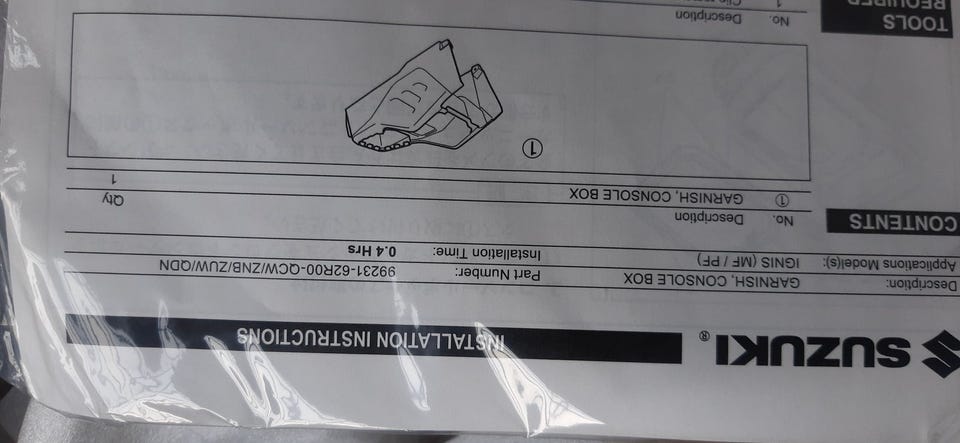 SUZUKI® INSTALLATION INSTRUCTIONS
Description: GARNISH, CONSOLE BOX Part Number: 99231-62R00-QCW/ZNB/ZUW/QDN
Applications Model(s): IGNIS (MF / PF) Installation Time: 0.4 Hrs
CONTENTS
No. Description Qty
① GARNISH, CONSOLE BOX 1
①
TOOLS
REQUIRED
No. Description
1